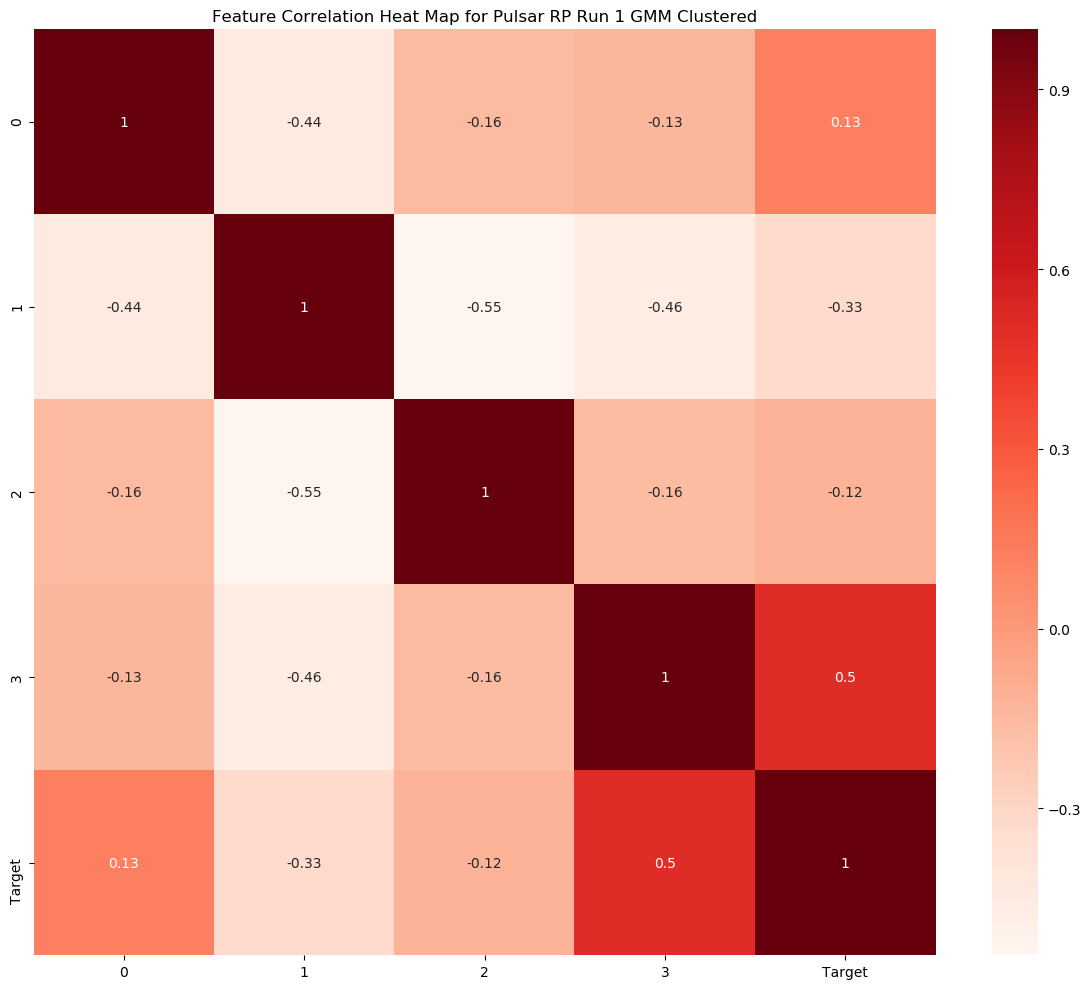 Feature Correlation Heat Map for Pulsar RP Run 1 GMM Clustered
0 1 -0.44 -0.16 -0.13 0.13
1 -0.44 1 -0.55 -0.46 -0.33
2 -0.16 -0.55 1 -0.16 -0.12
3 -0.13 -0.46 -0.16 1 0.5
Target 0.13 -0.33 -0.12 0.5 1
0 1 2 3 Target
0.9
0.6
0.3
0.0
−0.3